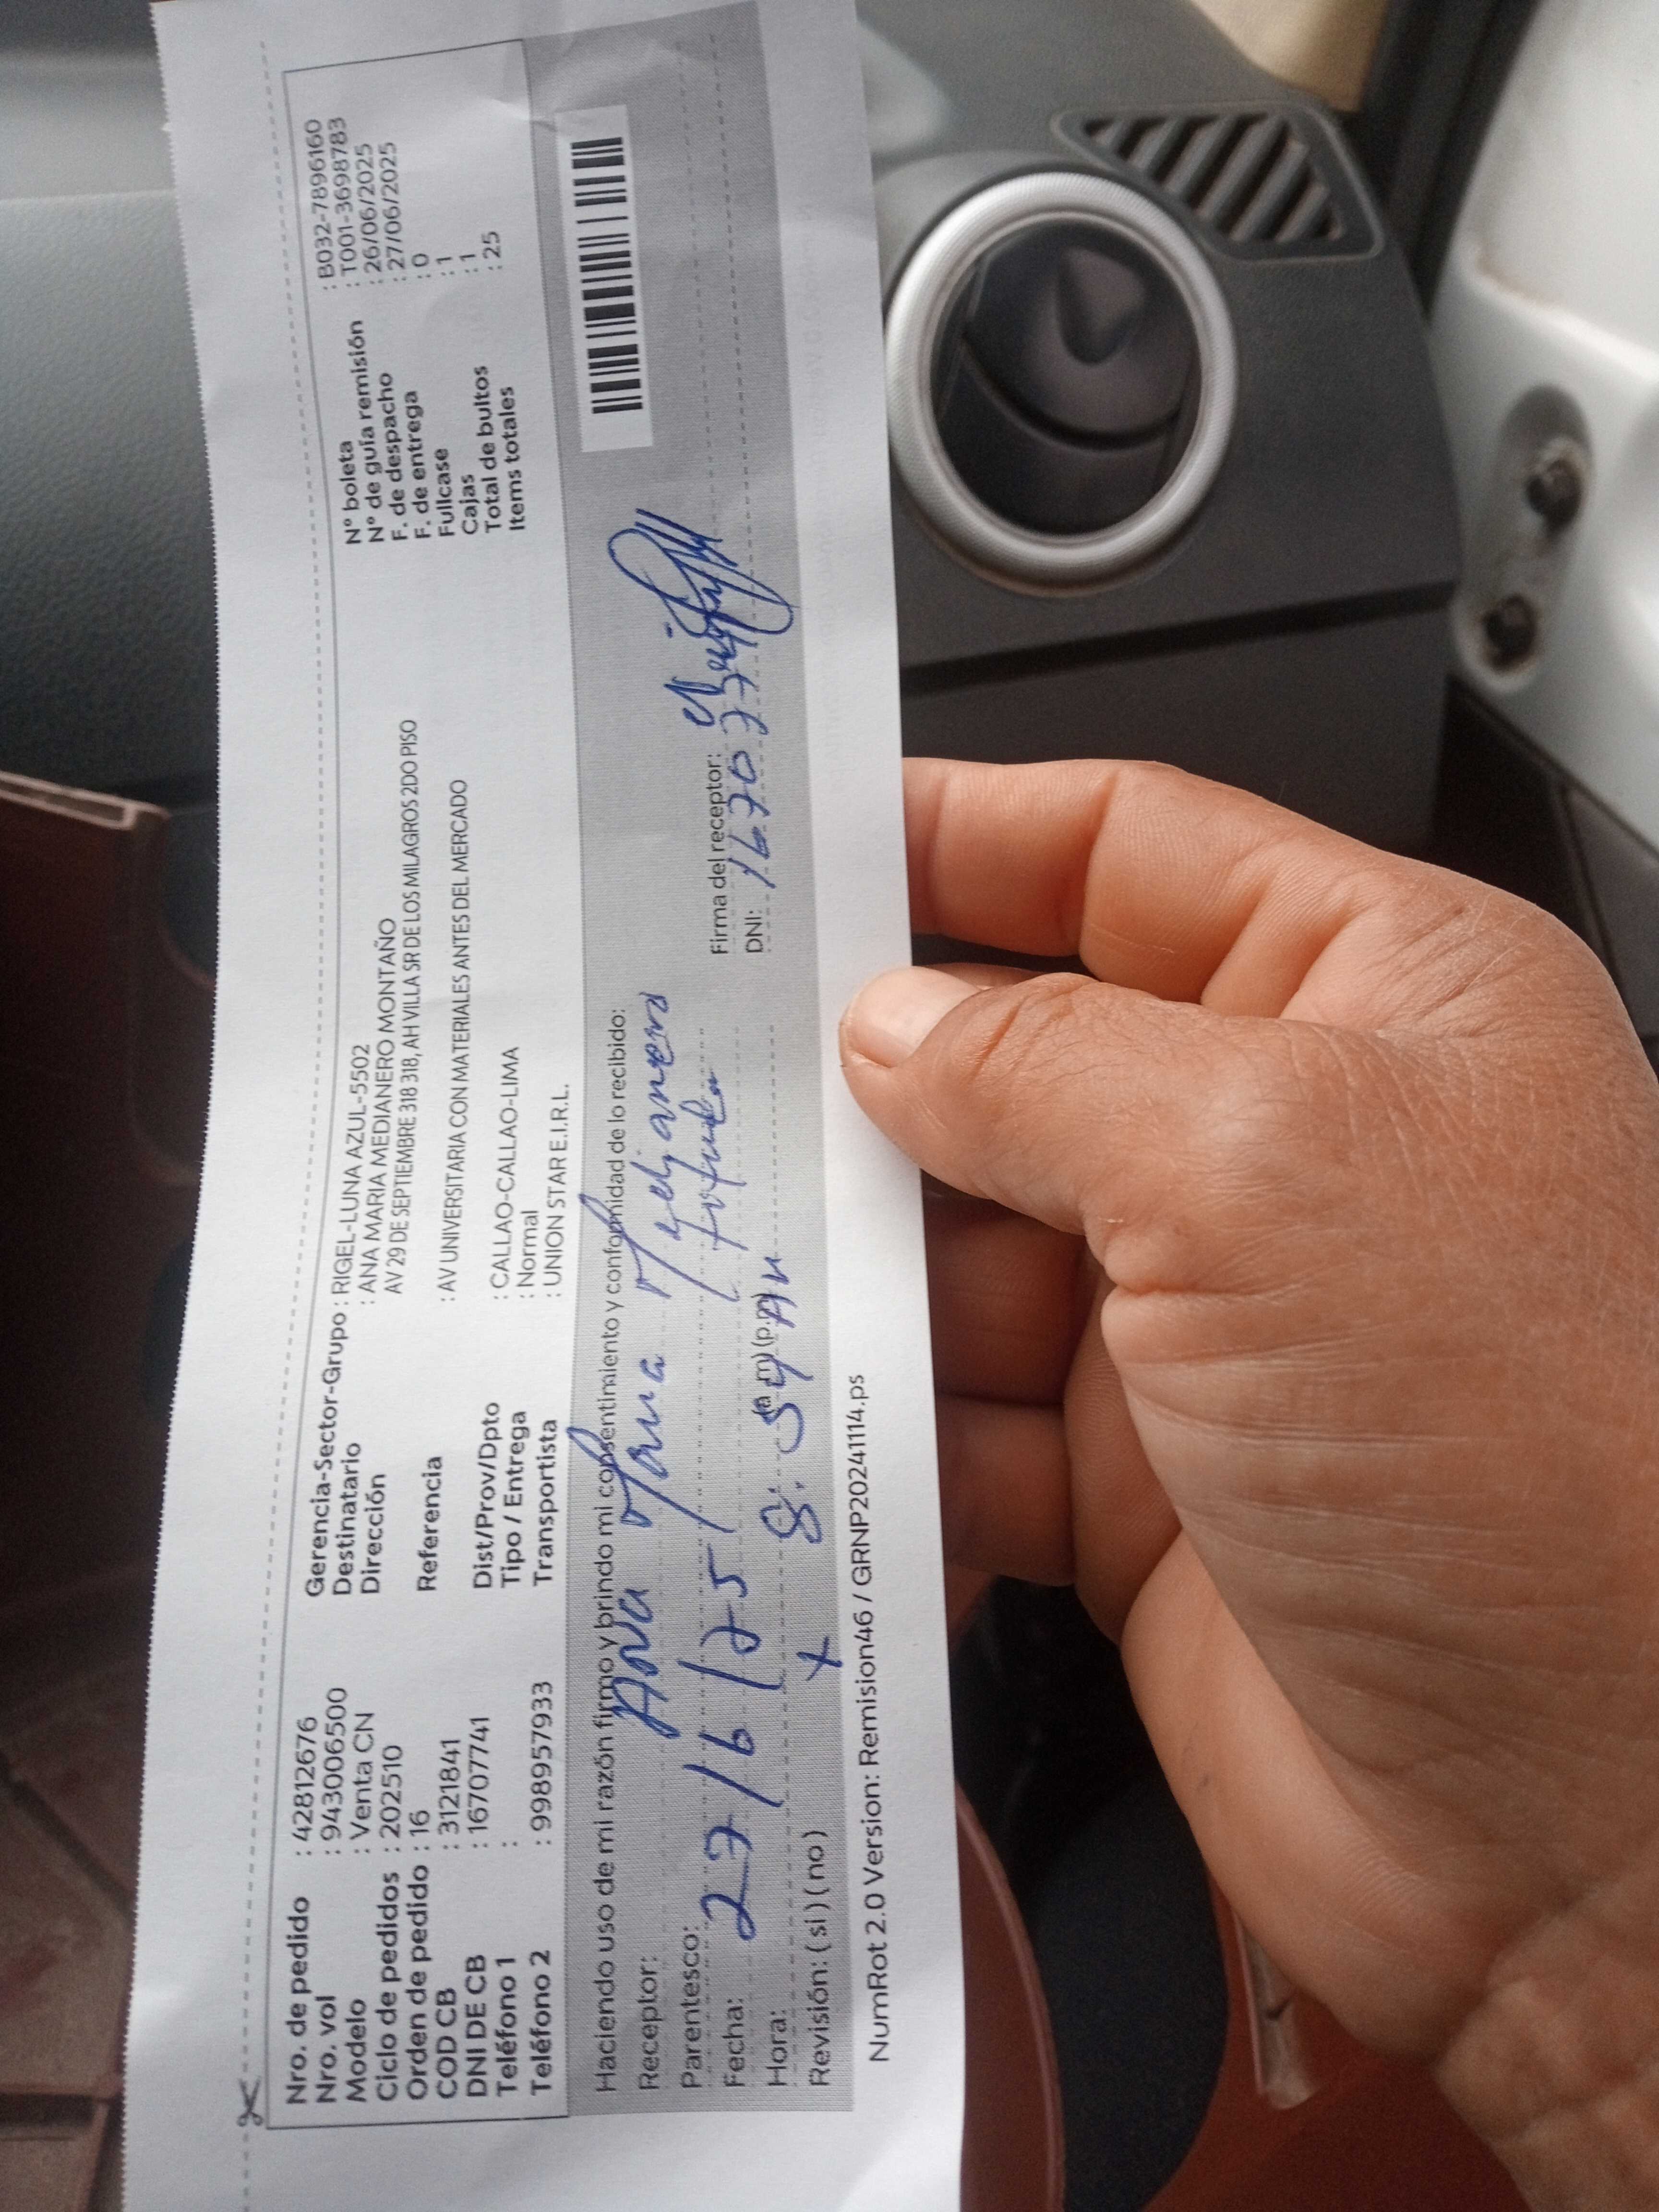 Nro. de pedido : 42812676
Nro. vol : 943006500
Modelo : Venta CN
Ciclo de pedidos : 202510
Orden de pedido : 16
COD CB : 3121841
DNI DE CB : 16707741
Teléfono 1 :
Teléfono 2 : 998957933
Gerencia-Sector-Grupo : RIGEL-LUNA AZUL-5502
Destinatario : ANA MARIA MEDIANERO MONTAÑO
Dirección AV 29 DE SEPTIEMBRE 318 318, AH VILLA SR DE LOS MILAGROS 2DO PISO
Referencia : AV UNIVERSITARIA CON MATERIALES ANTES DEL MERCADO
Dist/Prov/Dpto : CALLAO-CALLAO-LIMA
Tipo / Entrega : Normal
Transportista : UNION STAR E.I.R.L.
N° boleta : B032-7896160
N° de guía remisión : T001-3698783
F. de despacho : 26/06/2025
F. de entrega : 27/06/2025
Fullcase : 0
Cajas : 1
Total de bultos : 1
Items totales : 25
Haciendo uso de mi razón firmo y brindo mi consentimiento y conformidad de lo recibido:
Receptor: Ana Maria Medianero
Parentesco:
Fecha: 27/6/25
Hora: 8: (a.m) (p.m)
Revisión: ( si ) ( no ) x
Firma del receptor:
DNI: 1670
NumRot 2.0 Version: Remision46 / GRNP20241114.ps